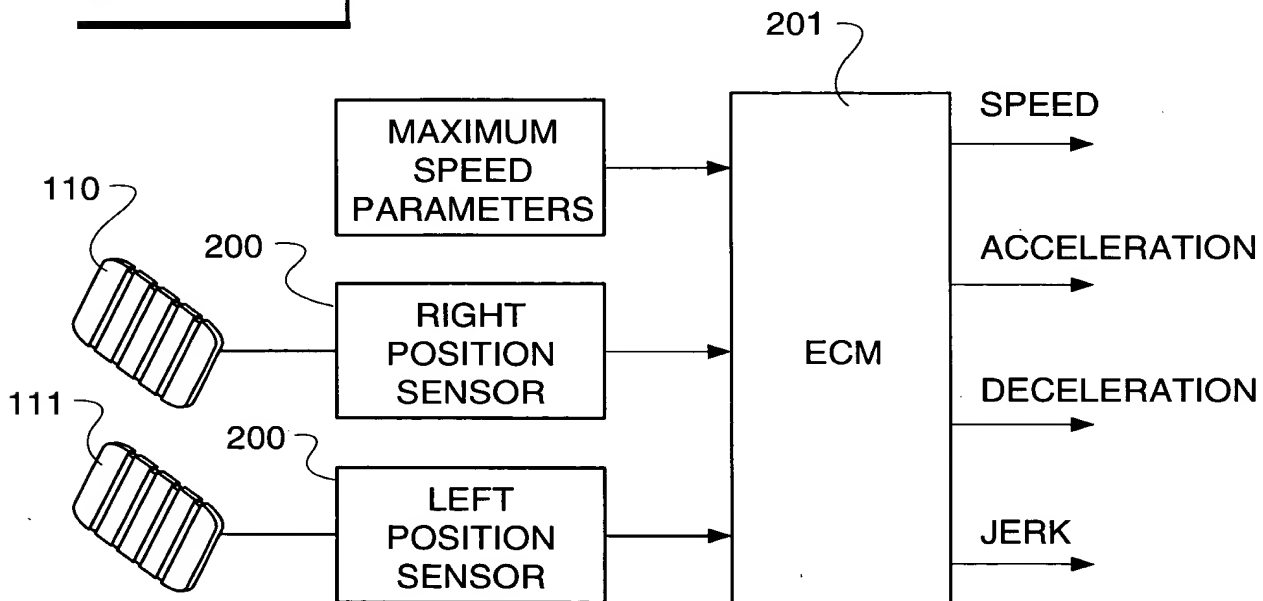 201
SPEED
MAXIMUM
SPEED
PARAMETERS
110
200
ACCELERATION
RIGHT
POSITION
SENSOR
ECM
DECELERATION
111
200
LEFT
POSITION
SENSOR
JERK